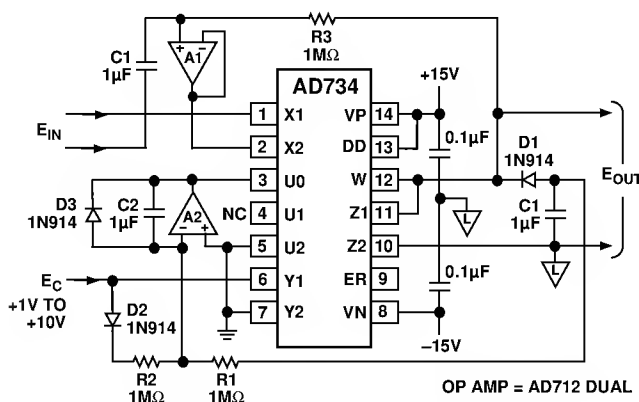 R3
1MΩ
C1
1μF
+
–
A1
AD734
+15V
E_IN
1 X1 VP 14
2 X2 DD 13
3 U0 W 12
4 U1 Z1 11
5 U2 Z2 10
6 Y1 ER 9
7 Y2 VN 8
0.1μF
D1
1N914
E_OUT
C1
1μF
L
L
D3
1N914
C2
1μF
A2
–
+
NC
E_C
+1V TO
+10V
D2
1N914
0.1μF
–15V
R2
1MΩ
R1
1MΩ
OP AMP = AD712 DUAL